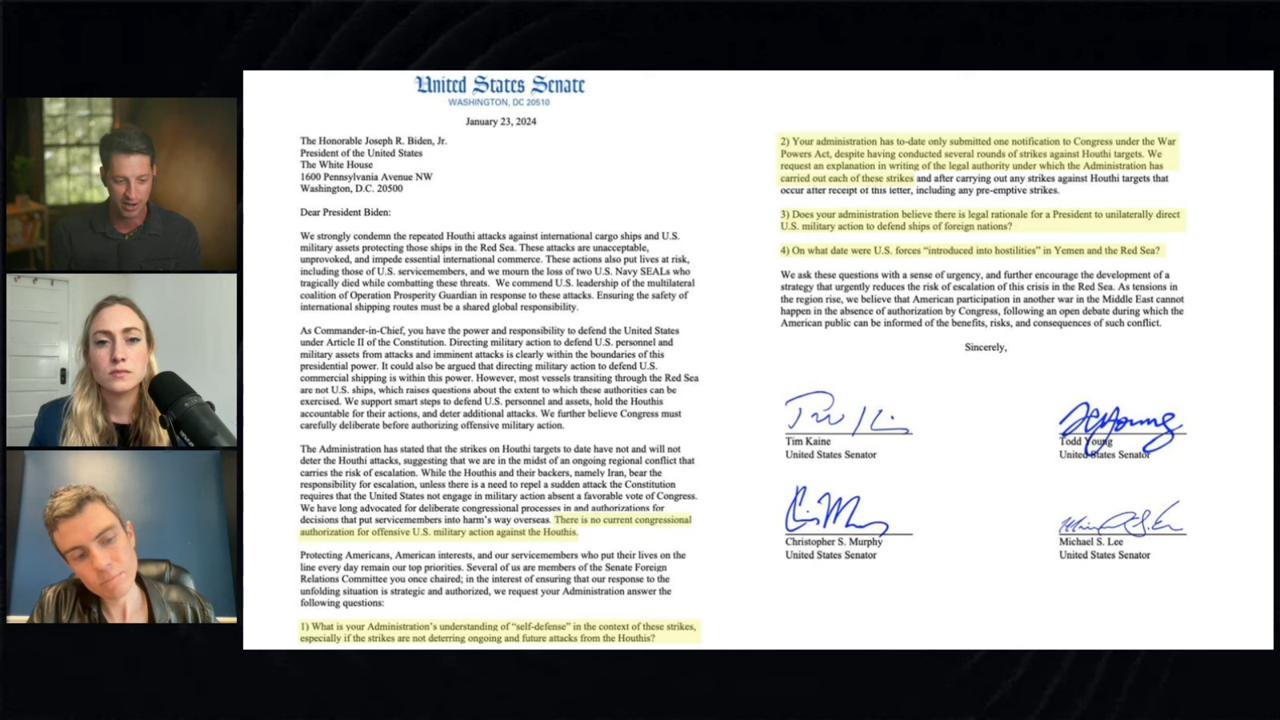 United States Senate
WASHINGTON, DC 20510
January 23, 2024
The Honorable Joseph R. Biden, Jr.
President of the United States
The White House
1600 Pennsylvania Avenue NW
Washington, D.C. 20500
Dear President Biden:
We strongly condemn the repeated Houthi attacks against international cargo ships and U.S.
military assets protecting those ships in the Red Sea. These attacks are unacceptable,
unprovoked, and impede essential international commerce. These actions also put lives at risk,
including those of U.S. servicemembers, and we mourn the loss of two U.S. Navy SEALs who
tragically died while combatting these threats. We commend U.S. leadership of the multilateral
coalition of Operation Prosperity Guardian in response to these attacks. Ensuring the safety of
international shipping routes must be a shared global responsibility.
As Commander-in-Chief, you have the power and responsibility to defend the United States
under Article II of the Constitution. Directing military action to defend U.S. personnel and
military assets from attacks and imminent attacks is clearly within the boundaries of this
presidential power. It could also be argued that directing military action to defend U.S.
commercial shipping is within this power. However, most vessels transiting through the Red Sea
are not U.S. ships, which raises questions about the extent to which these authorities can be
exercised. We support smart steps to defend U.S. personnel and assets, hold the Houthis
accountable for their actions, and deter additional attacks. We further believe Congress must
carefully deliberate before authorizing offensive military action.
The Administration has stated that the strikes on Houthi targets to date have not and will not
deter the Houthi attacks, suggesting that we are in the midst of an ongoing regional conflict that
carries the risk of escalation. While the Houthis and their backers, namely Iran, bear the
responsibility for escalation, unless there is a need to repel a sudden attack the Constitution
requires that the United States not engage in military action absent a favorable vote of Congress.
We have long advocated for deliberate congressional processes in and authorizations for
decisions that put servicemembers into harm's way overseas. There is no current congressional
authorization for offensive U.S. military action against the Houthis.
Protecting Americans, American interests, and our servicemembers who put their lives on the
line every day remain our top priorities. Several of us are members of the Senate Foreign
Relations Committee you once chaired; in the interest of ensuring that our response to the
unfolding situation is strategic and authorized, we request your Administration answer the
following questions:
1) What is your Administration's understanding of "self-defense" in the context of these strikes,
especially if the strikes are not deterring ongoing and future attacks from the Houthis?
2) Your administration has to-date only submitted one notification to Congress under the War
Powers Act, despite having conducted several rounds of strikes against Houthi targets. We
request an explanation in writing of the legal authority under which the Administration has
carried out each of these strikes and after carrying out any strikes against Houthi targets that
occur after receipt of this letter, including any pre-emptive strikes.
3) Does your administration believe there is legal rationale for a President to unilaterally direct
U.S. military action to defend ships of foreign nations?
4) On what date were U.S. forces "introduced into hostilities" in Yemen and the Red Sea?
We ask these questions with a sense of urgency, and further encourage the development of a
strategy that urgently reduces the risk of escalation of this crisis in the Red Sea. As tensions in
the region rise, we believe that American participation in another war in the Middle East cannot
happen in the absence of authorization by Congress, following an open debate during which the
American public can be informed of the benefits, risks, and consequences of such conflict.
Sincerely,
Tim Kaine
United States Senator
Todd Young
United States Senator
Christopher S. Murphy
United States Senator
Michael S. Lee
United States Senator